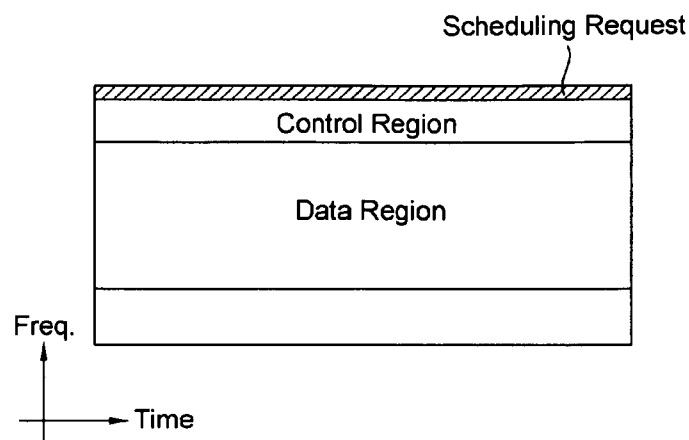 Scheduling Request
Control Region
Data Region
Freq.
Time